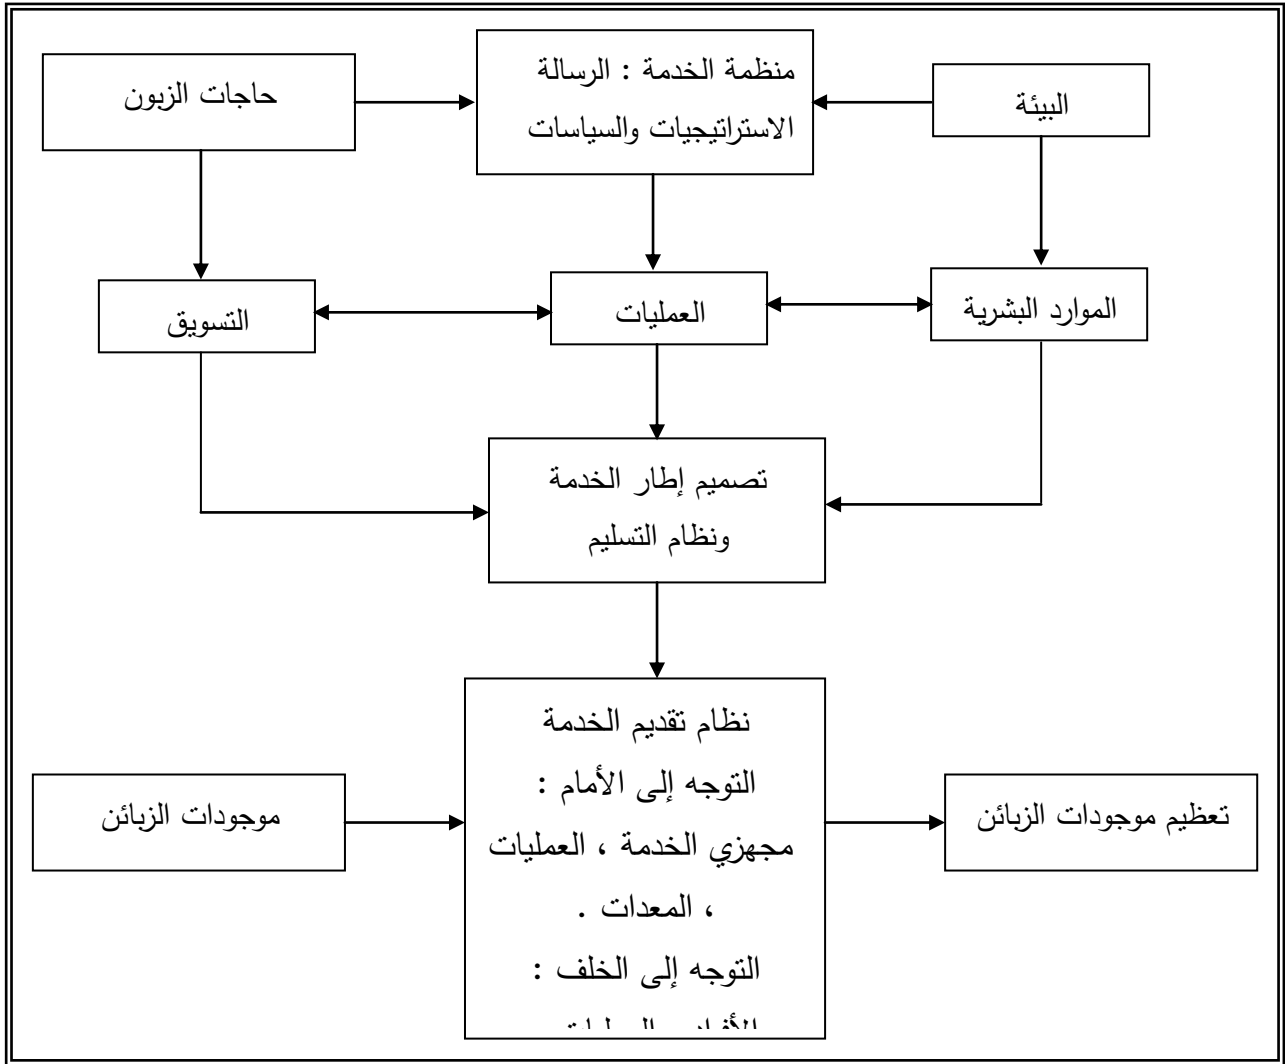 منظمة الخدمة : الرسالة
الاستراتيجيات والسياسات
البيئة
حاجات الزبون
الموارد البشرية
العمليات
التسويق
تصميم إطار الخدمة
ونظام التسليم
نظام تقديم الخدمة
التوجه إلى الأمام :
مجهزي الخدمة ، العمليات
، المعدات .
التوجه إلى الخلف :
تعظيم موجودات الزبائن
موجودات الزبائن